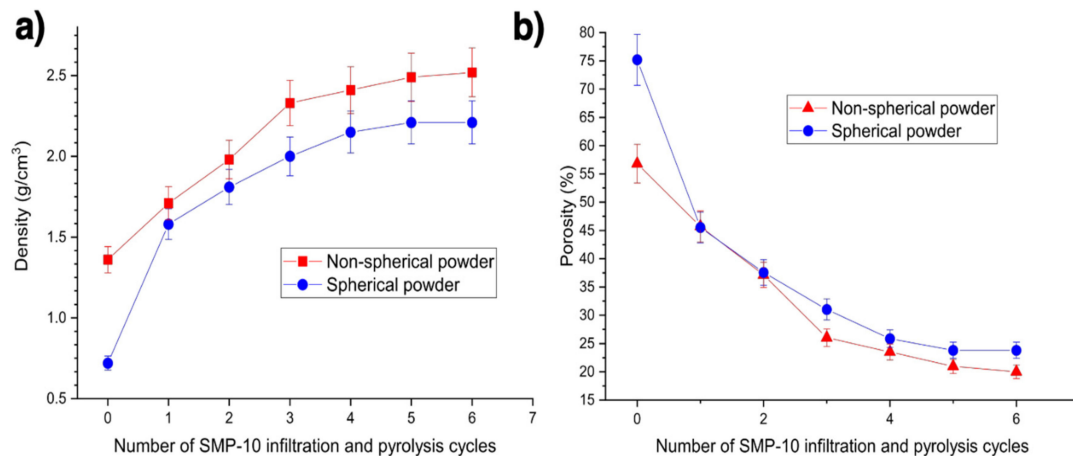 a)
Density (g/cm³)
2.5
2.0
1.5
1.0
0.5
0 1 2 3 4 5 6 7
Number of SMP-10 infiltration and pyrolysis cycles
Non-spherical powder
Spherical powder
b)
Porosity (%)
80
75
70
65
60
55
50
45
40
35
30
25
20
15
0 2 4 6
Number of SMP-10 infiltration and pyrolysis cycles
Non-spherical powder
Spherical powder